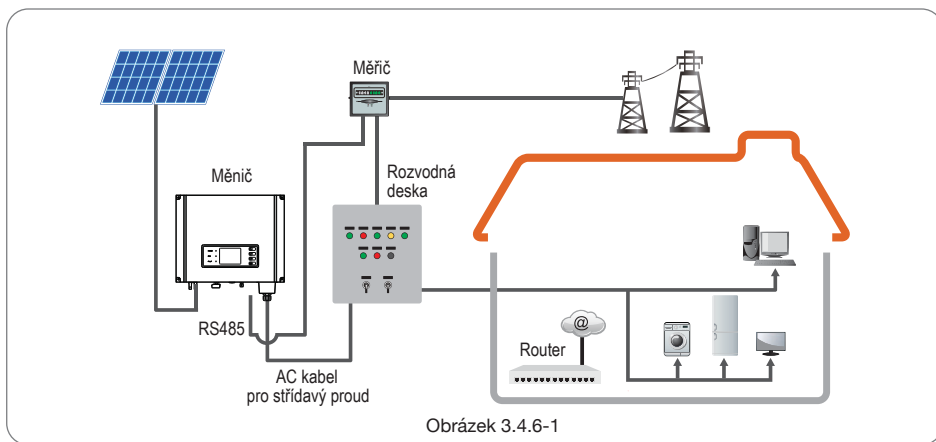 Měřič
Měnič
Rozvodná
deska
RS485
@
Router
AC kabel
pro střídavý proud
Obrázek 3.4.6-1